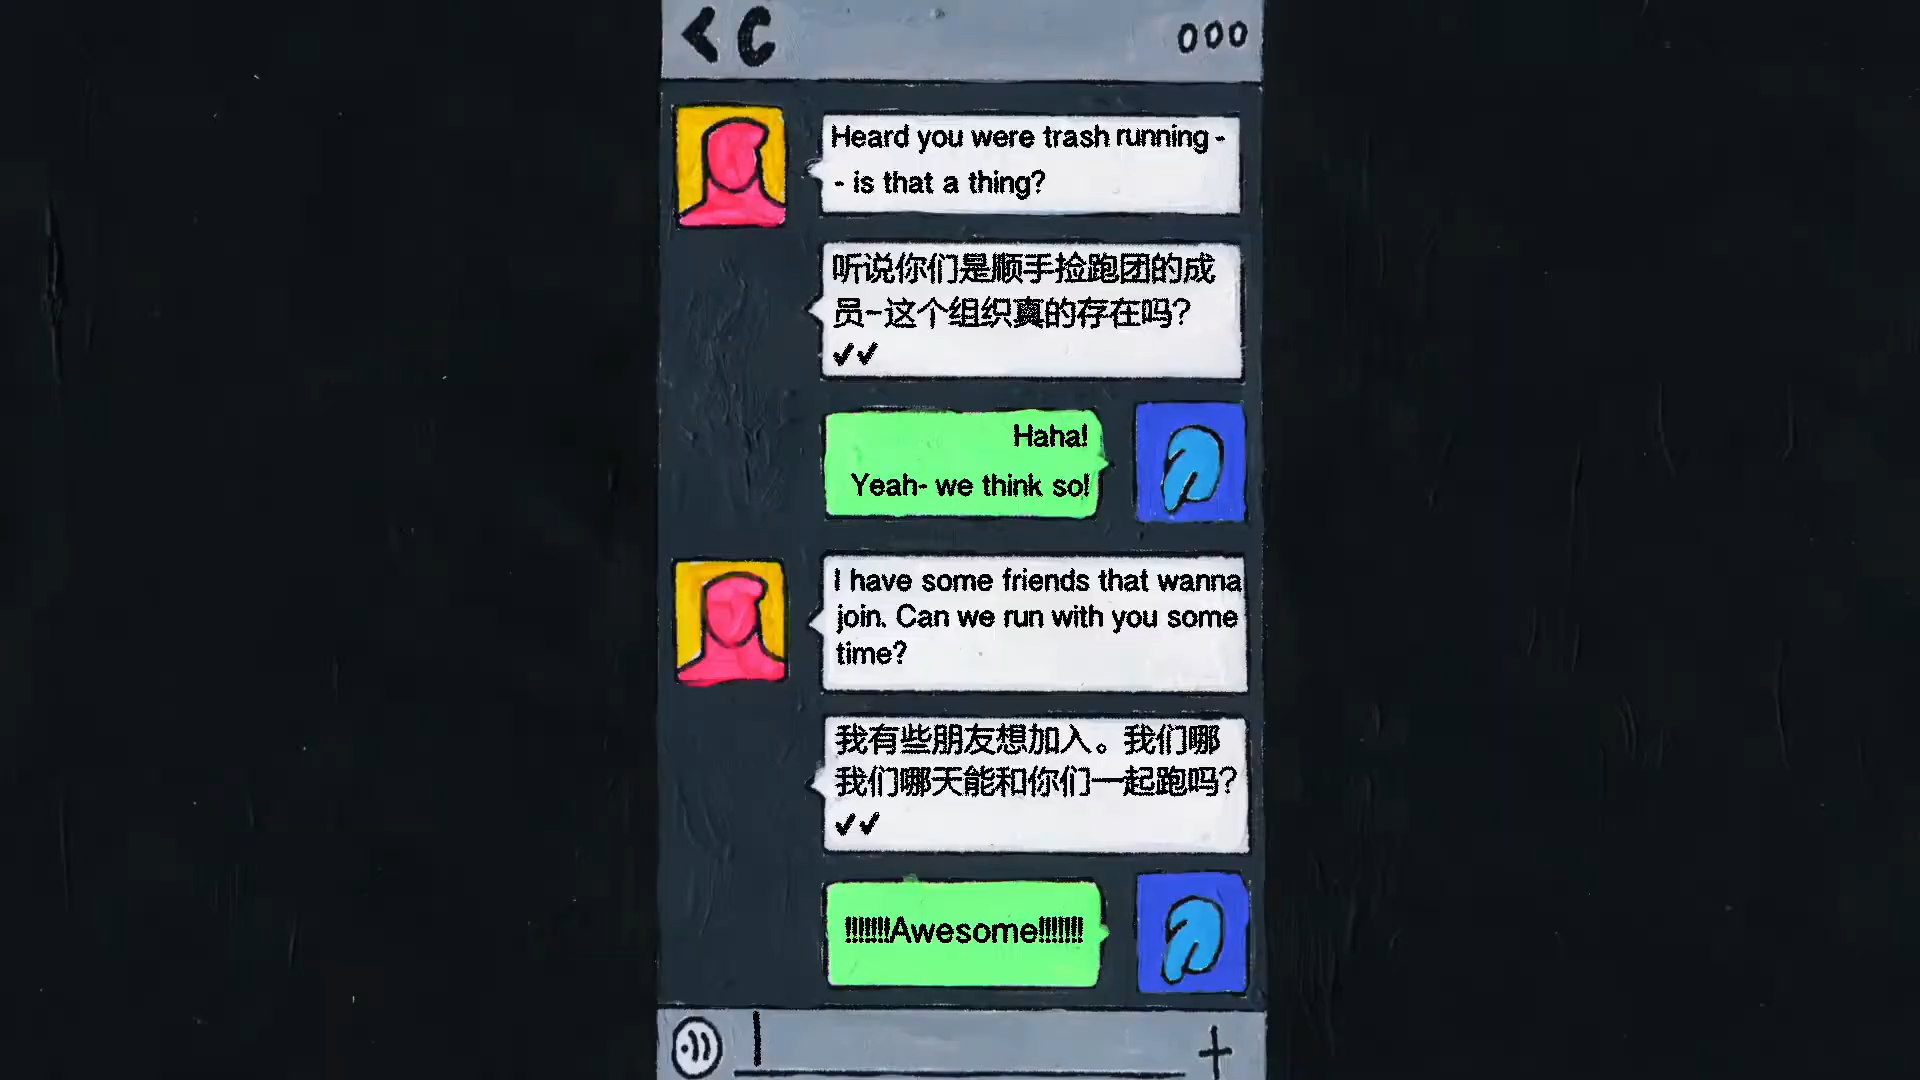 < C ooo
Heard you were trash running -
- is that a thing?
听说你们是顺手捡跑团的成
员-这个组织真的存在吗?
✓✓
Haha!
Yeah- we think so!
I have some friends that wanna
join. Can we run with you some
time?
我有些朋友想加入。我们哪
我们哪天能和你们一起跑吗?
✓✓
!!!!!!!Awesome!!!!!!!